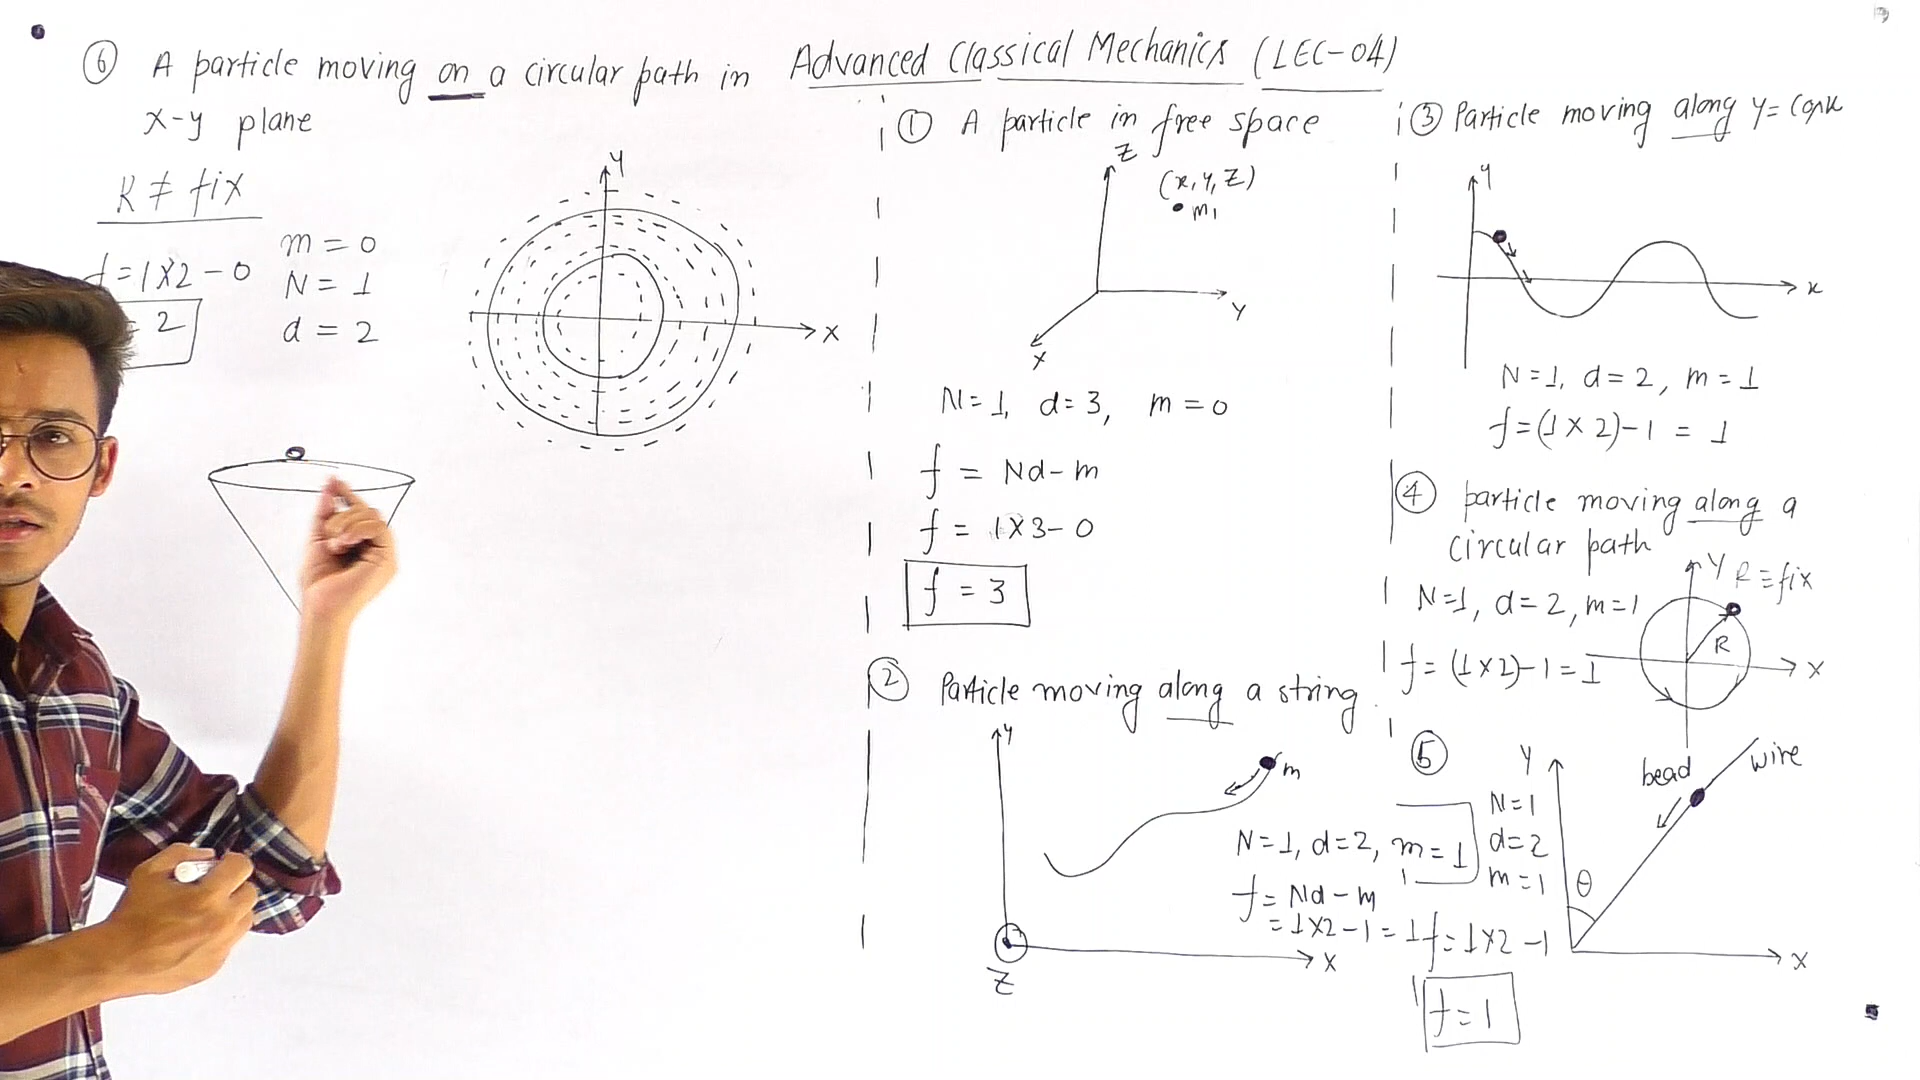 Advanced Classical Mechanics (LEC-04)
⑥ A particle moving on a circular path in
x-y plane
R ≠ fix
f = 1×2 - 0
m = 0
N = 1
d = 2
= 2
Y
X
① A particle in free space
Z
(x, y, z)
m₁
Y
X
N = 1, d = 3, m = 0
f = Nd - m
f = 1×3 - 0
f = 3
② Particle moving along a string
Y
m
N = 1, d = 2, m = 1
f = Nd - m
= 1×2 - 1 = 1
X
Z
③ Particle moving along y = cosx
y
x
N = 1, d = 2, m = 1
f = (1×2) - 1 = 1
④ particle moving along a
circular path
Y
R = fix
N = 1, d = 2, m = 1
R
f = (1×2) - 1 = 1
X
⑤
Y
bead
wire
N = 1
d = 2
m = 1
θ
f = 1×2 - 1
X
f = 1